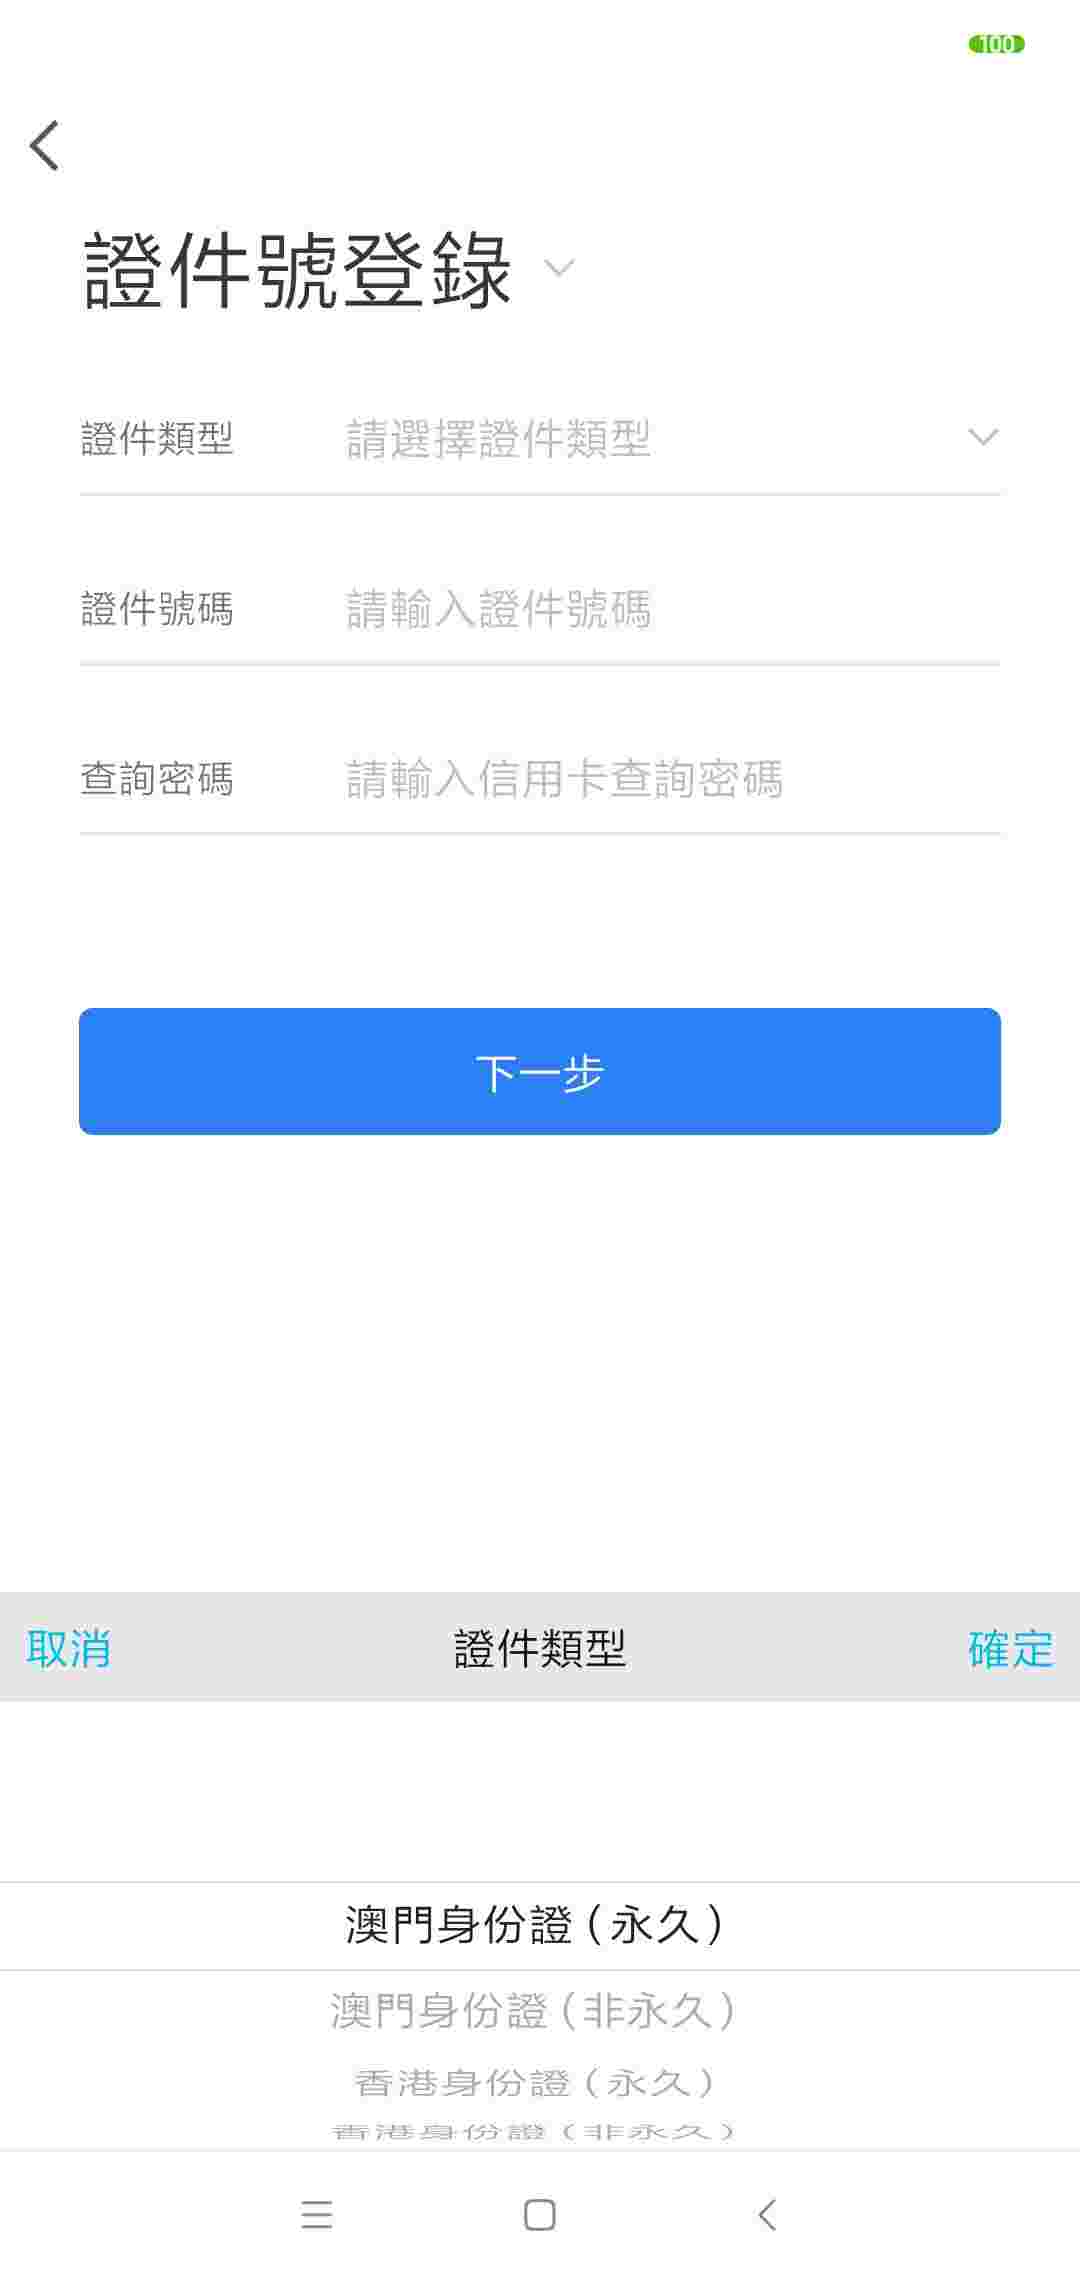 100
證件號登錄
證件類型 請選擇證件類型
證件號碼 請輸入證件號碼
查詢密碼 請輸入信用卡查詢密碼
下一步
取消 證件類型 確定
澳門身份證(永久)
澳門身份證(非永久)
香港身份證(永久)
香港身份證(非永久)